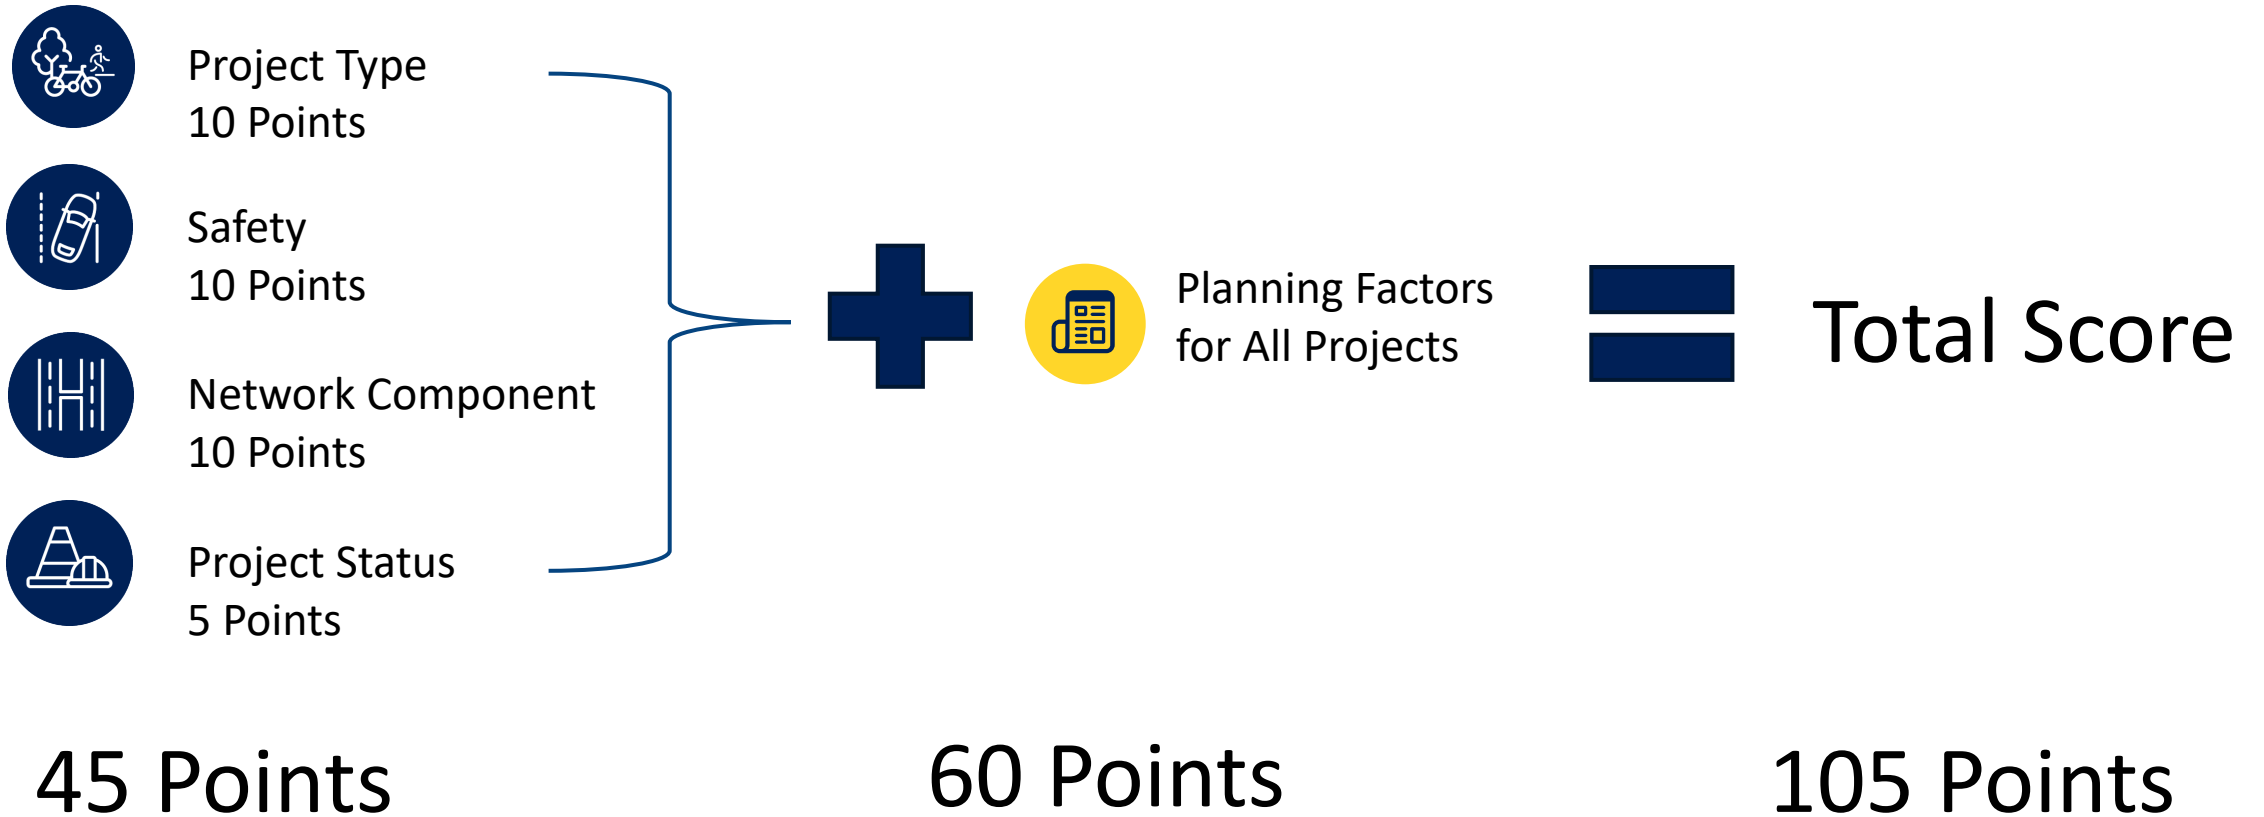 Project Type
10 Points
Safety
10 Points
Network Component
10 Points
Project Status
5 Points
Planning Factors
for All Projects
Total Score
45 Points
60 Points
105 Points